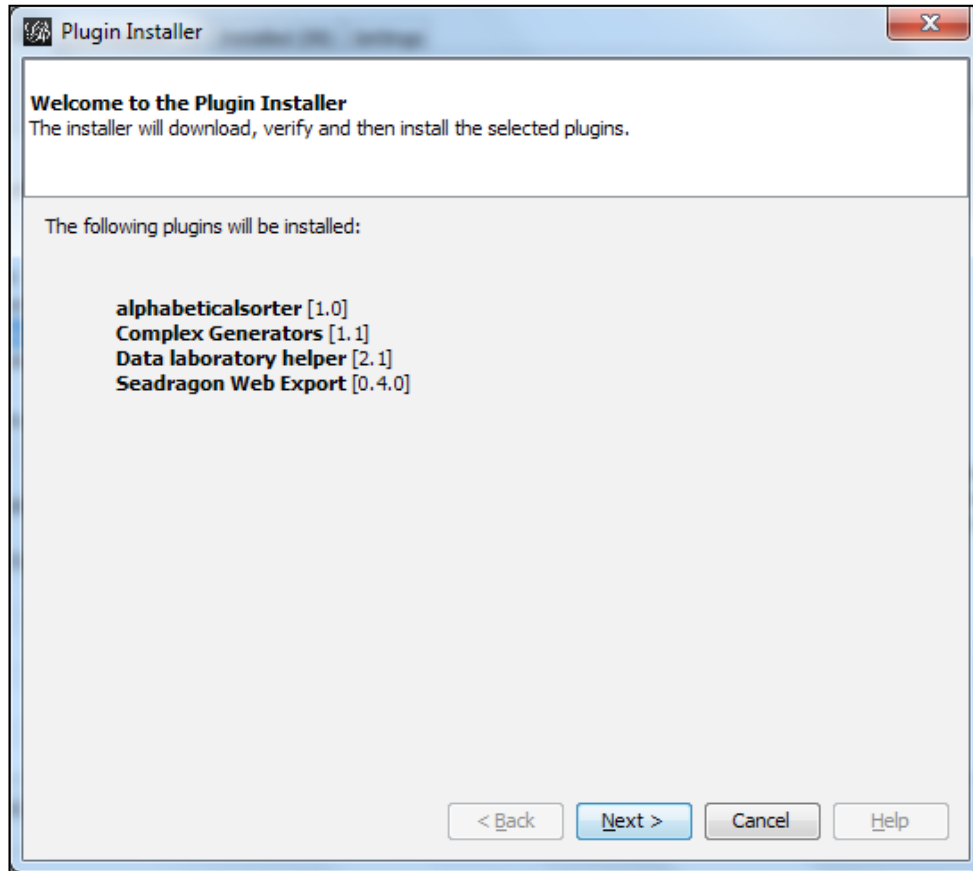 Plugin Installer
Welcome to the Plugin Installer
The installer will download, verify and then install the selected plugins.
The following plugins will be installed:
alphabeticalsorter [1.0]
Complex Generators [1.1]
Data laboratory helper [2.1]
Seadragon Web Export [0.4.0]
< Back Next > Cancel Help